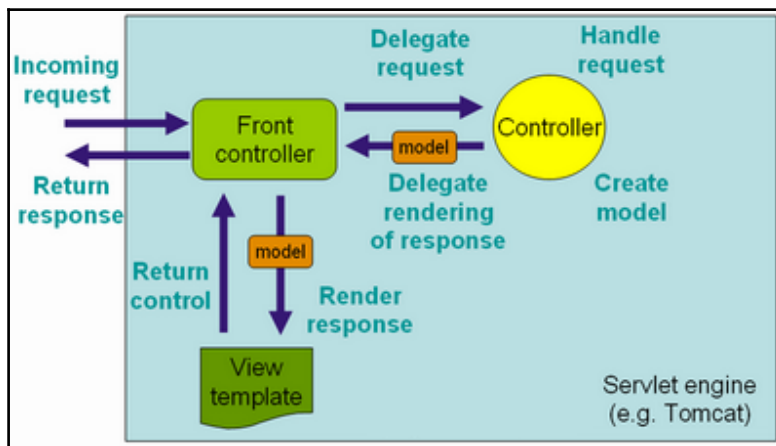 Incoming
request
Return
response
Delegate
request
Handle
request
Front
controller
Controller
model
Delegate
rendering
of response
Create
model
model
Return
control
Render
response
View
template
Servlet engine
(e.g. Tomcat)